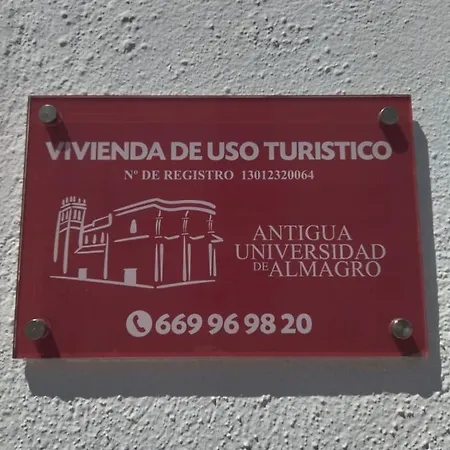 VIVIENDA DE USO TURISTICO
Nº DE REGISTRO 13012320064
ANTIGUA
UNIVERSIDAD
DE ALMAGRO
669 96 98 20